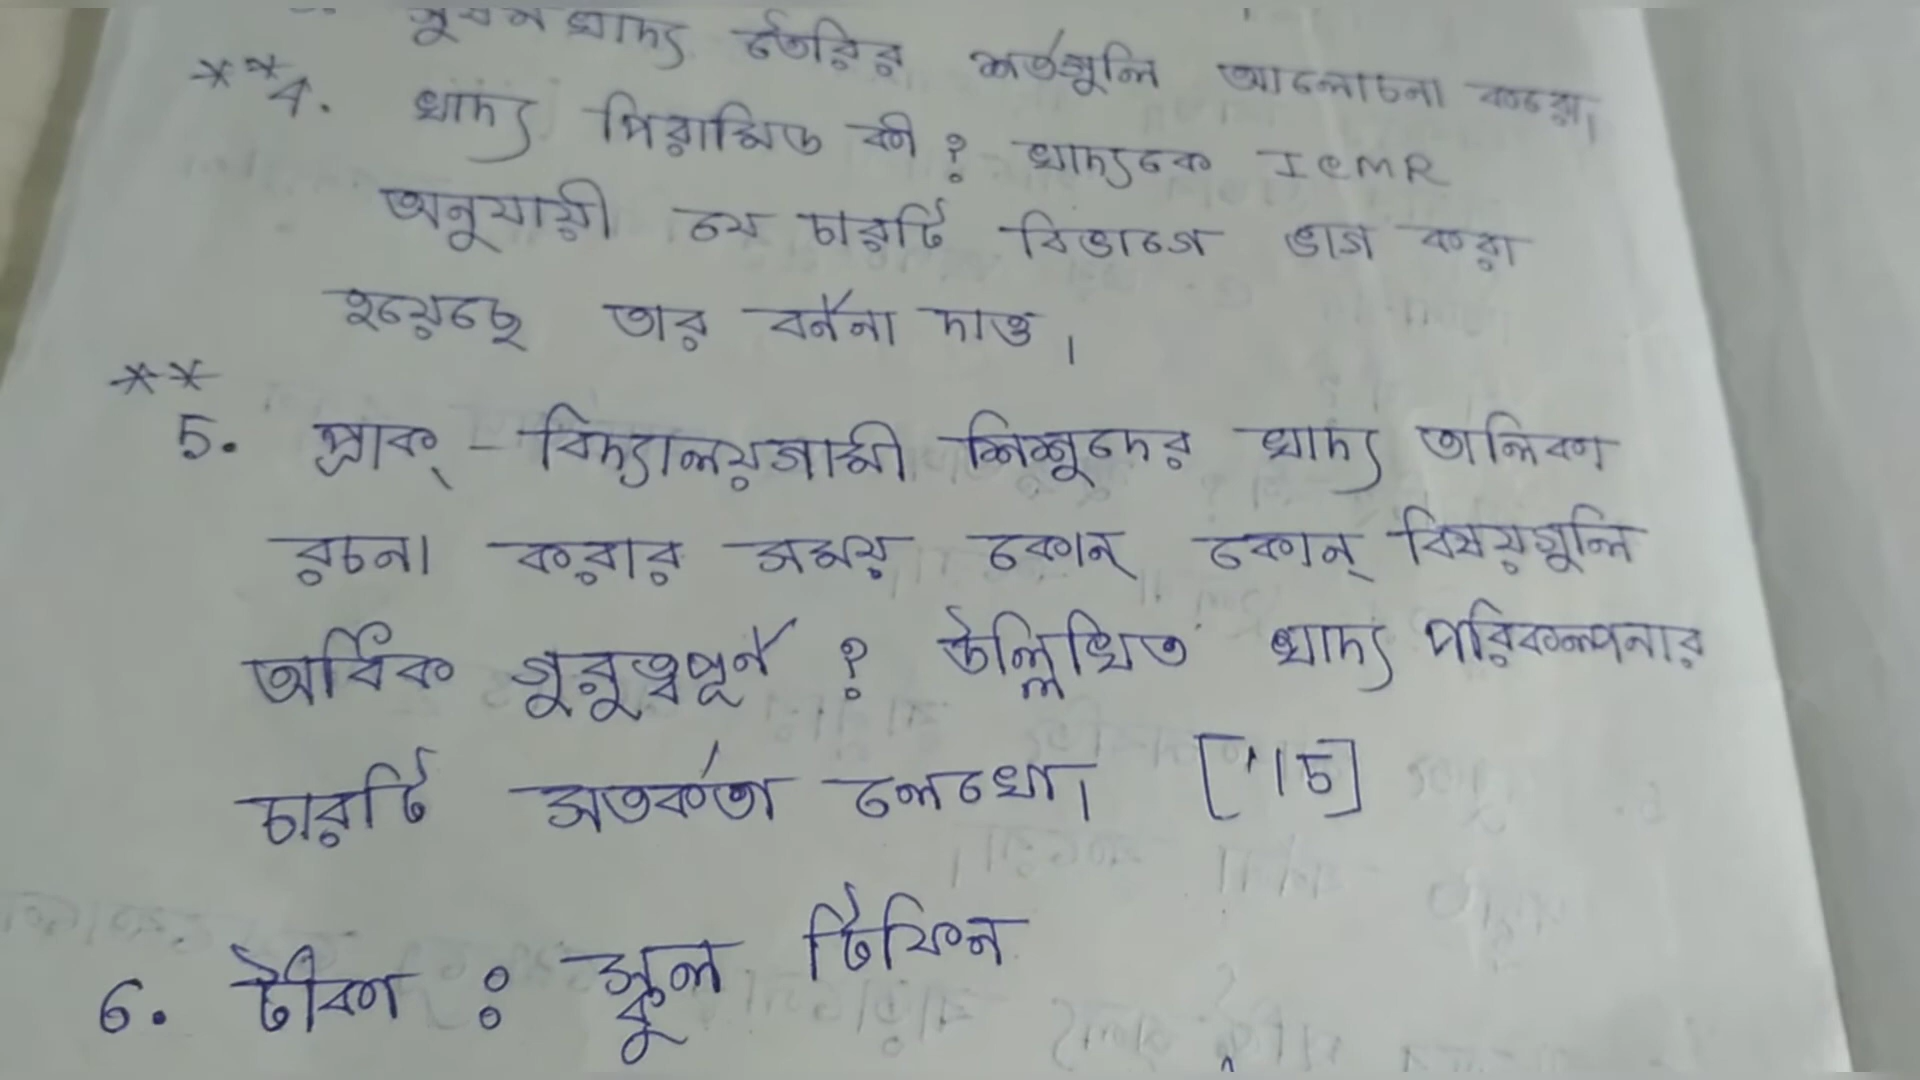 সুষম খাদ্য তৈরির শর্তগুলি আলোচনা করো।
** 4. খাদ্য পিরামিড কী? খাদ্যকে ICMR
অনুযায়ী যে চারটি বিভাগে ভাগ করা
হয়েছে তার বর্ননা দাও।
**
5. প্রাক্ - বিদ্যালয়গামী শিশুদের খাদ্য তালিকা
রচনা করার সময় কোন্ কোন্ বিষয়গুলি
অধিক গুরুত্বপূর্ন? উল্লিখিত খাদ্য পরিকল্পনার
চারটি সতর্কতা লেখো। ['15]
6. টীকা : স্কুল টিফিন